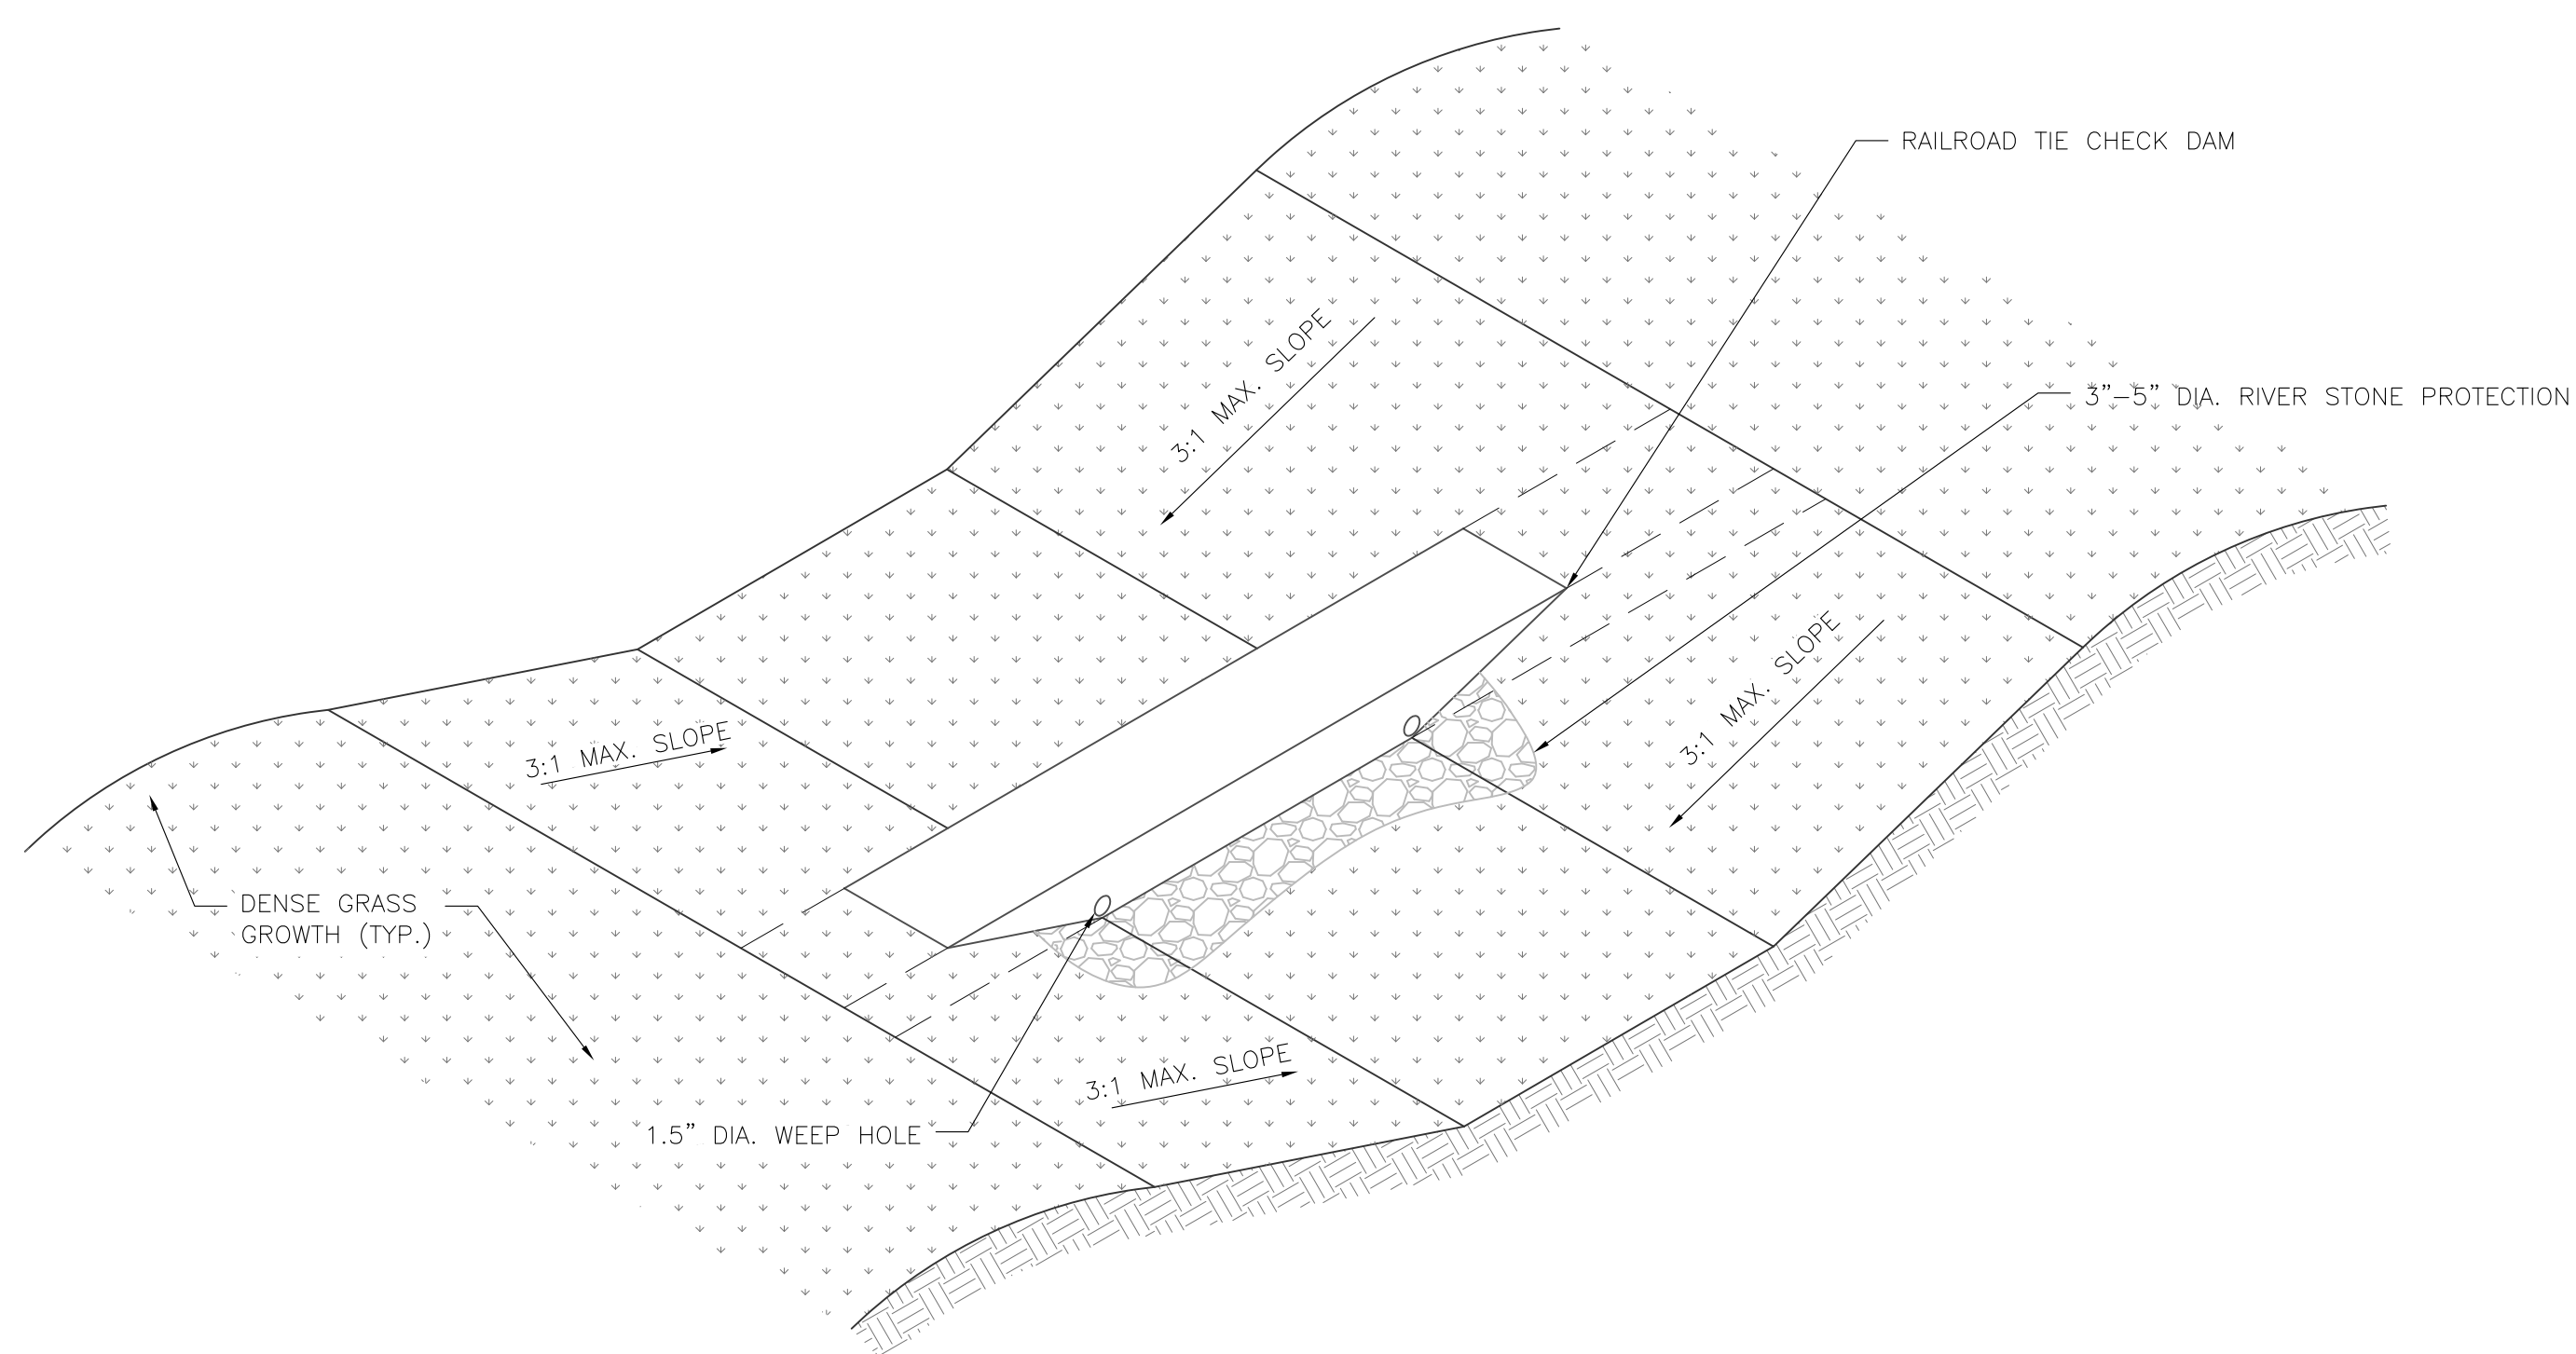 RAILROAD TIE CHECK DAM
3:1 MAX. SLOPE
3”–5” DIA. RIVER STONE PROTECTION
3:1 MAX. SLOPE
3:1 MAX. SLOPE
DENSE GRASS
GROWTH (TYP.)
3:1 MAX. SLOPE
1.5” DIA. WEEP HOLE